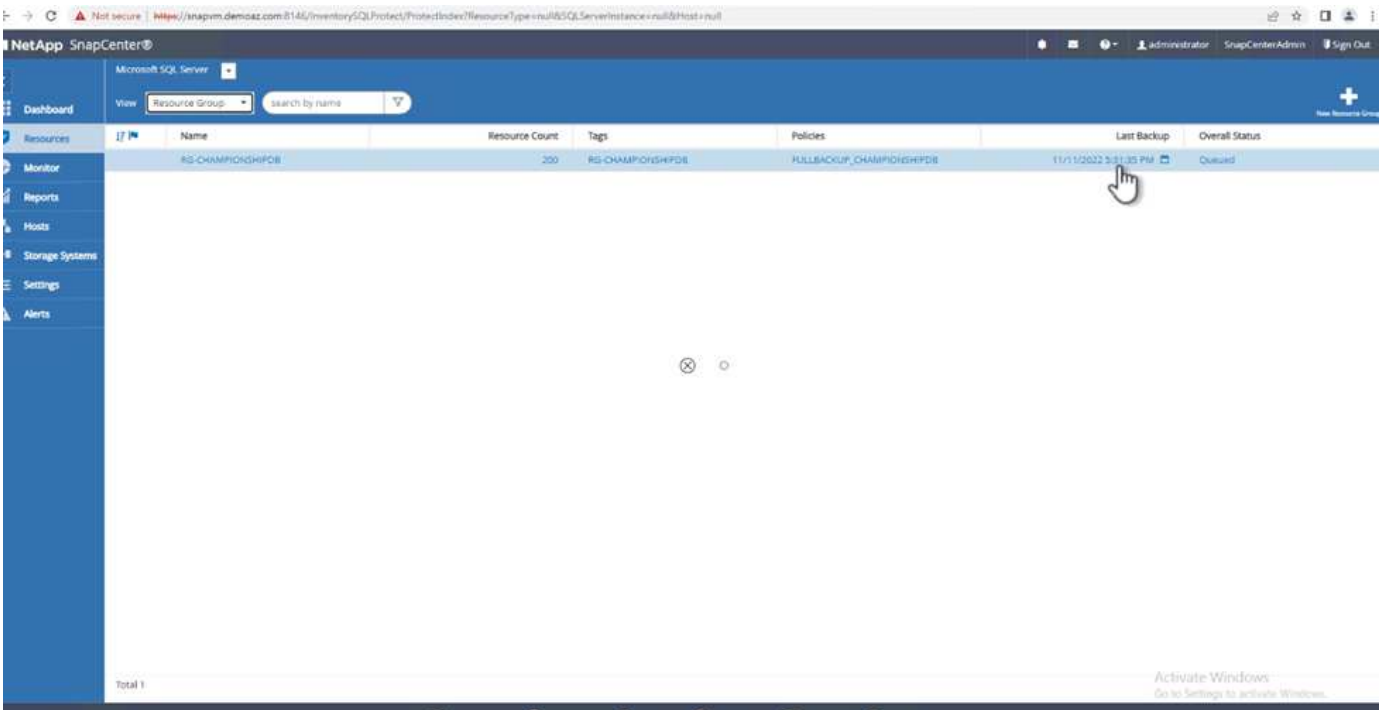 Not secure | https://snapvm.demoaz.com:8146/InventorySQLProtect/ProtectIndex?ResourceType=null&SQLServerInstance=null&Host=null
NetApp SnapCenter®
administrator SnapCenterAdmin Sign Out
Microsoft SQL Server
View Resource Group search by name
New Resource Group
Dashboard
Resources
Monitor
Reports
Hosts
Storage Systems
Settings
Alerts
Name Resource Count Tags Policies Last Backup Overall Status
RG-CHAMPIONSHIPDB 200 RG-CHAMPIONSHIPDB FULLBACKUP_CHAMPIONSHIPDB 11/11/2022 5:31:35 PM Queued
Total 1
Activate Windows
Go to Settings to activate Windows.